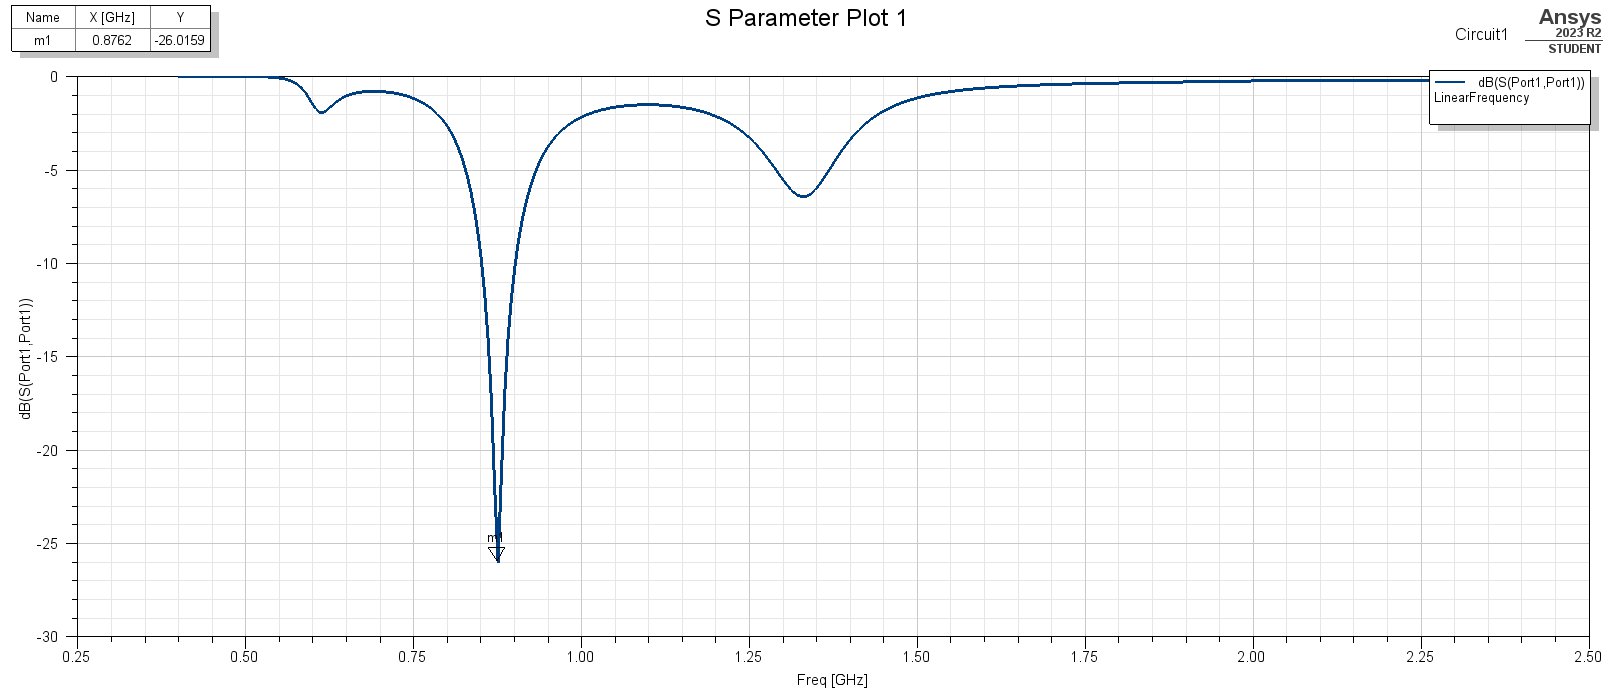 Name X [GHz] Y
m1 0.8762 -26.0159
S Parameter Plot 1
Circuit1
Ansys
2023 R2
STUDENT
dB(S(Port1,Port1))
LinearFrequency
dB(S(Port1,Port1))
0
-5
-10
-15
-20
-25
-30
m1
0.25 0.50 0.75 1.00 1.25 1.50 1.75 2.00 2.25 2.50
Freq [GHz]